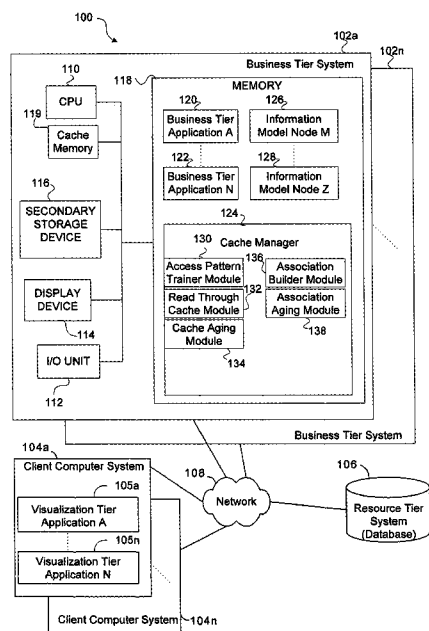 100
102a
102n
Business Tier System
110
CPU
119
Cache
Memory
116
SECONDARY
STORAGE
DEVICE
DISPLAY
DEVICE
114
I/O UNIT
112
118
MEMORY
120
Business Tier
Application A
122
Business Tier
Application N
126
Information
Model Node M
128
Information
Model Node Z
124
Cache Manager
130
Access Pattern
Trainer Module
Read Through
Cache Module
132
Cache Aging
Module
134
136
Association
Builder Module
Association
Aging Module
138
Business Tier System
104a
Client Computer System
105a
Visualization Tier
Application A
105n
Visualization Tier
Application N
Client Computer System
104n
108
Network
106
Resource Tier
System
(Database)